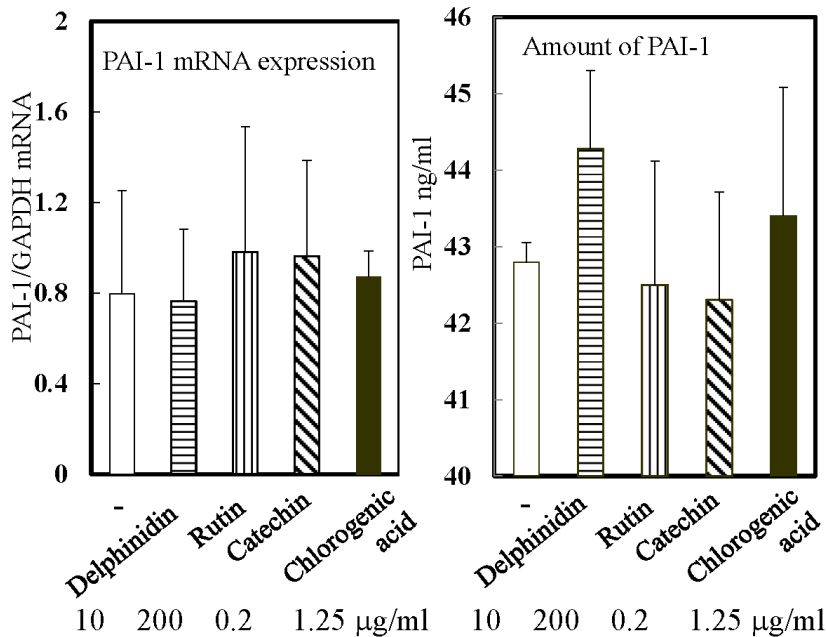 PAI-1 mRNA expression
PAI-1/GAPDH mRNA
2
1.6
1.2
0.8
0.4
0
-
Delphinidin
Rutin
Catechin
Chlorogenic
acid
10 200 0.2 1.25 μg/ml
Amount of PAI-1
PAI-1 ng/ml
46
45
44
43
42
41
40
-
Delphinidin
Rutin
Catechin
Chlorogenic
acid
10 200 0.2 1.25 μg/ml